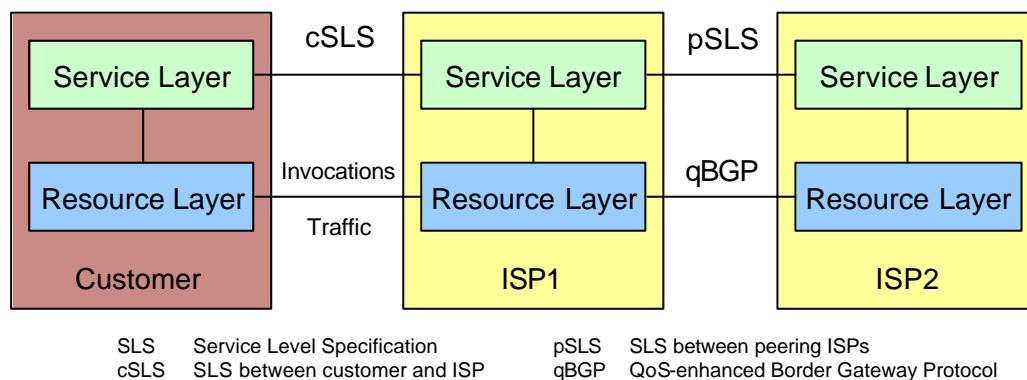 cSLS
pSLS
Service Layer
Service Layer
Service Layer
Invocations
qBGP
Resource Layer
Resource Layer
Resource Layer
Traffic
Customer
ISP1
ISP2
SLS Service Level Specification
pSLS SLS between peering ISPs
cSLS SLS between customer and ISP
qBGP QoS-enhanced Border Gateway Protocol